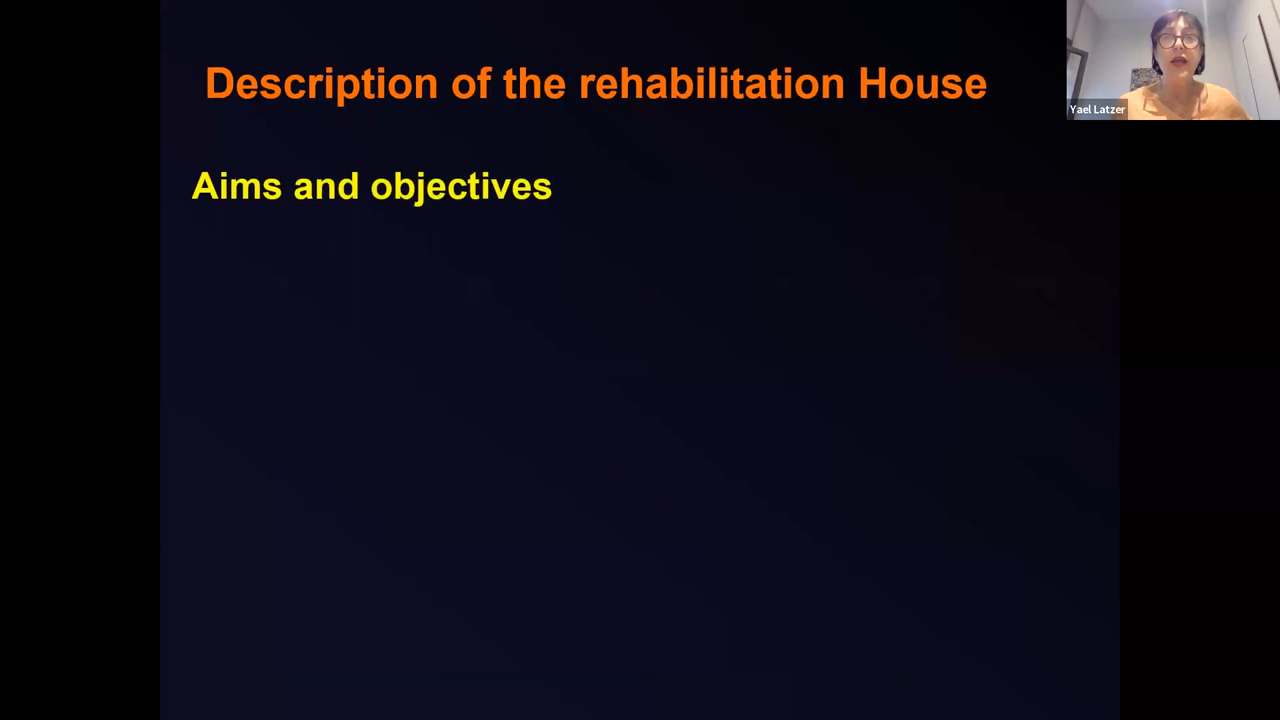 Description of the rehabilitation House
Yael Latzer
Aims and objectives